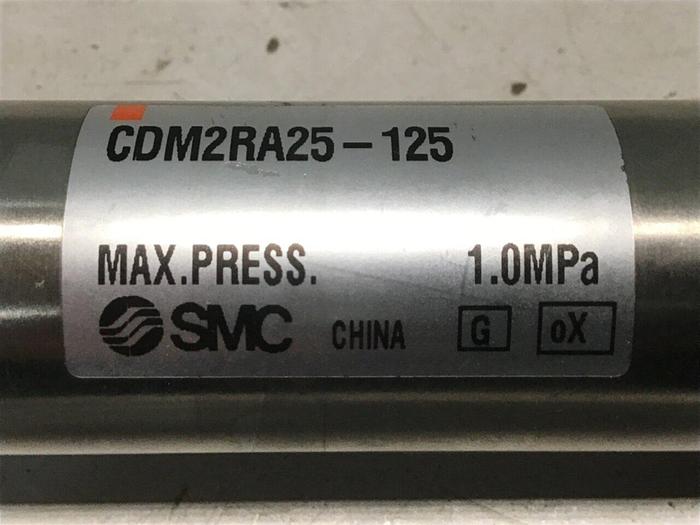 CDM2RA25-125
MAX.PRESS. 1.0MPa
SMC CHINA G oX